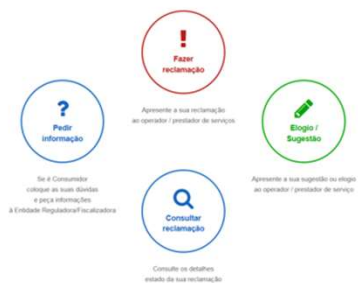 Fazer
reclamação
Apresente a sua reclamação
ao operador / prestador de serviços
Pedir
informação
Se é Consumidor
coloque as suas dúvidas
e peça informações
à Entidade Reguladora/Fiscalizadora
Elogio /
Sugestão
Apresente a sua sugestão ou elogio
ao operador / prestador de serviço
Consultar
reclamação
Consulte os detalhes
estado da sua reclamação